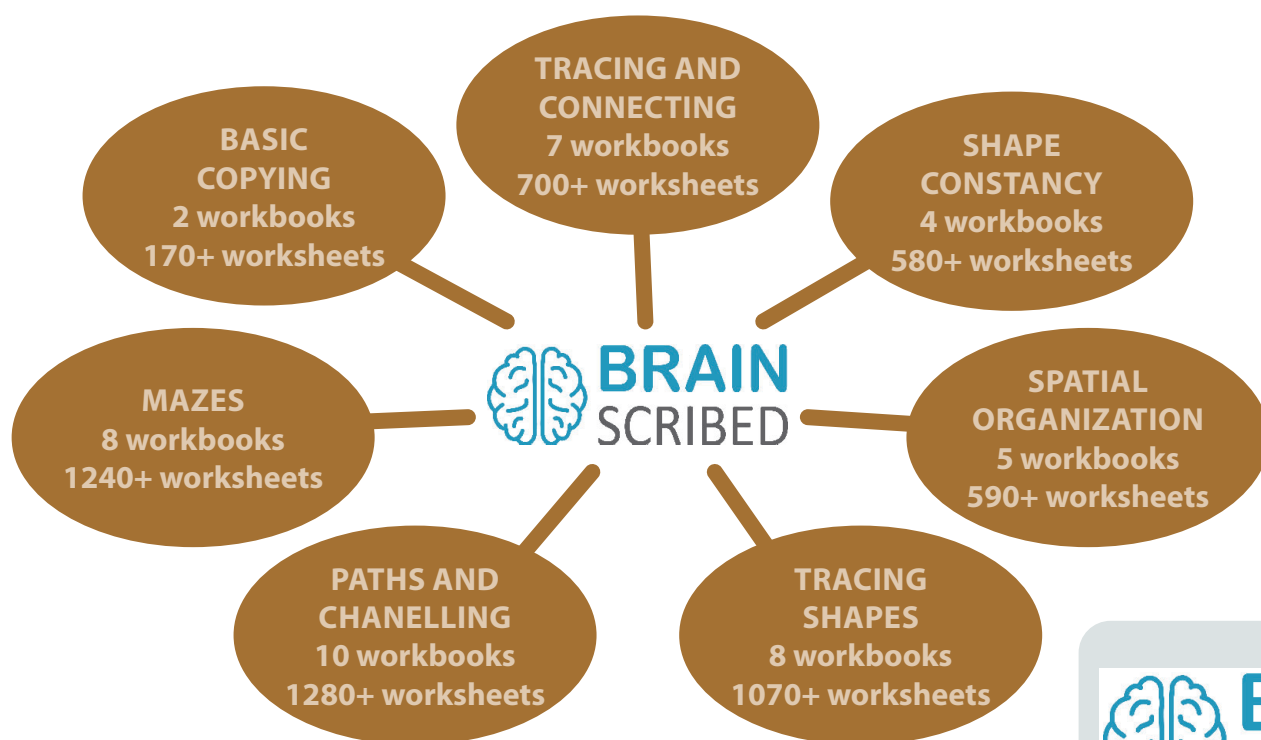 TRACING AND
CONNECTING
7 workbooks
700+ worksheets
BASIC
COPYING
2 workbooks
170+ worksheets
SHAPE
CONSTANCY
4 workbooks
580+ worksheets
BRAIN
SCRIBED
MAZES
8 workbooks
1240+ worksheets
SPATIAL
ORGANIZATION
5 workbooks
590+ worksheets
PATHS AND
CHANELLING
10 workbooks
1280+ worksheets
TRACING
SHAPES
8 workbooks
1070+ worksheets